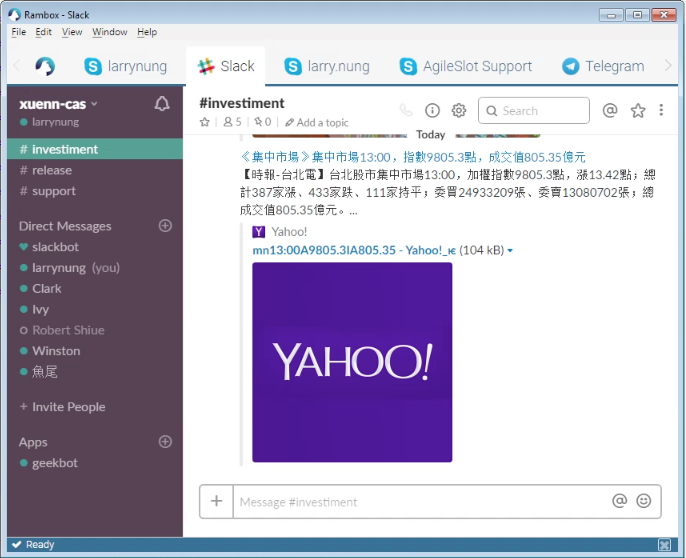 Rambox - Slack
File Edit View Window Help
larrynung Slack larry.nung AgileSlot Support Telegram
xuenn-cas
larrynung
# investiment
# release
# support
Direct Messages
slackbot
larrynung (you)
Clark
Ivy
Robert Shiue
Winston
魚尾
+ Invite People
Apps
geekbot
#investiment
5 | 0 | Add a topic
Search
Today
《集中市場》集中市場13:00，指數9805.3點，成交值805.35億元
【時報-台北電】台北股市集中市場13:00，加權指數9805.3點，漲13.42點；總
計387家漲、433家跌、111家持平；委買24933209張、委賣13080702張；總
成交值805.35億元。...
Yahoo!
mn13:00A9805.3IA805.35 - Yahoo!_ѥ (104 kB)
YAHOO!
Message #investiment
Ready